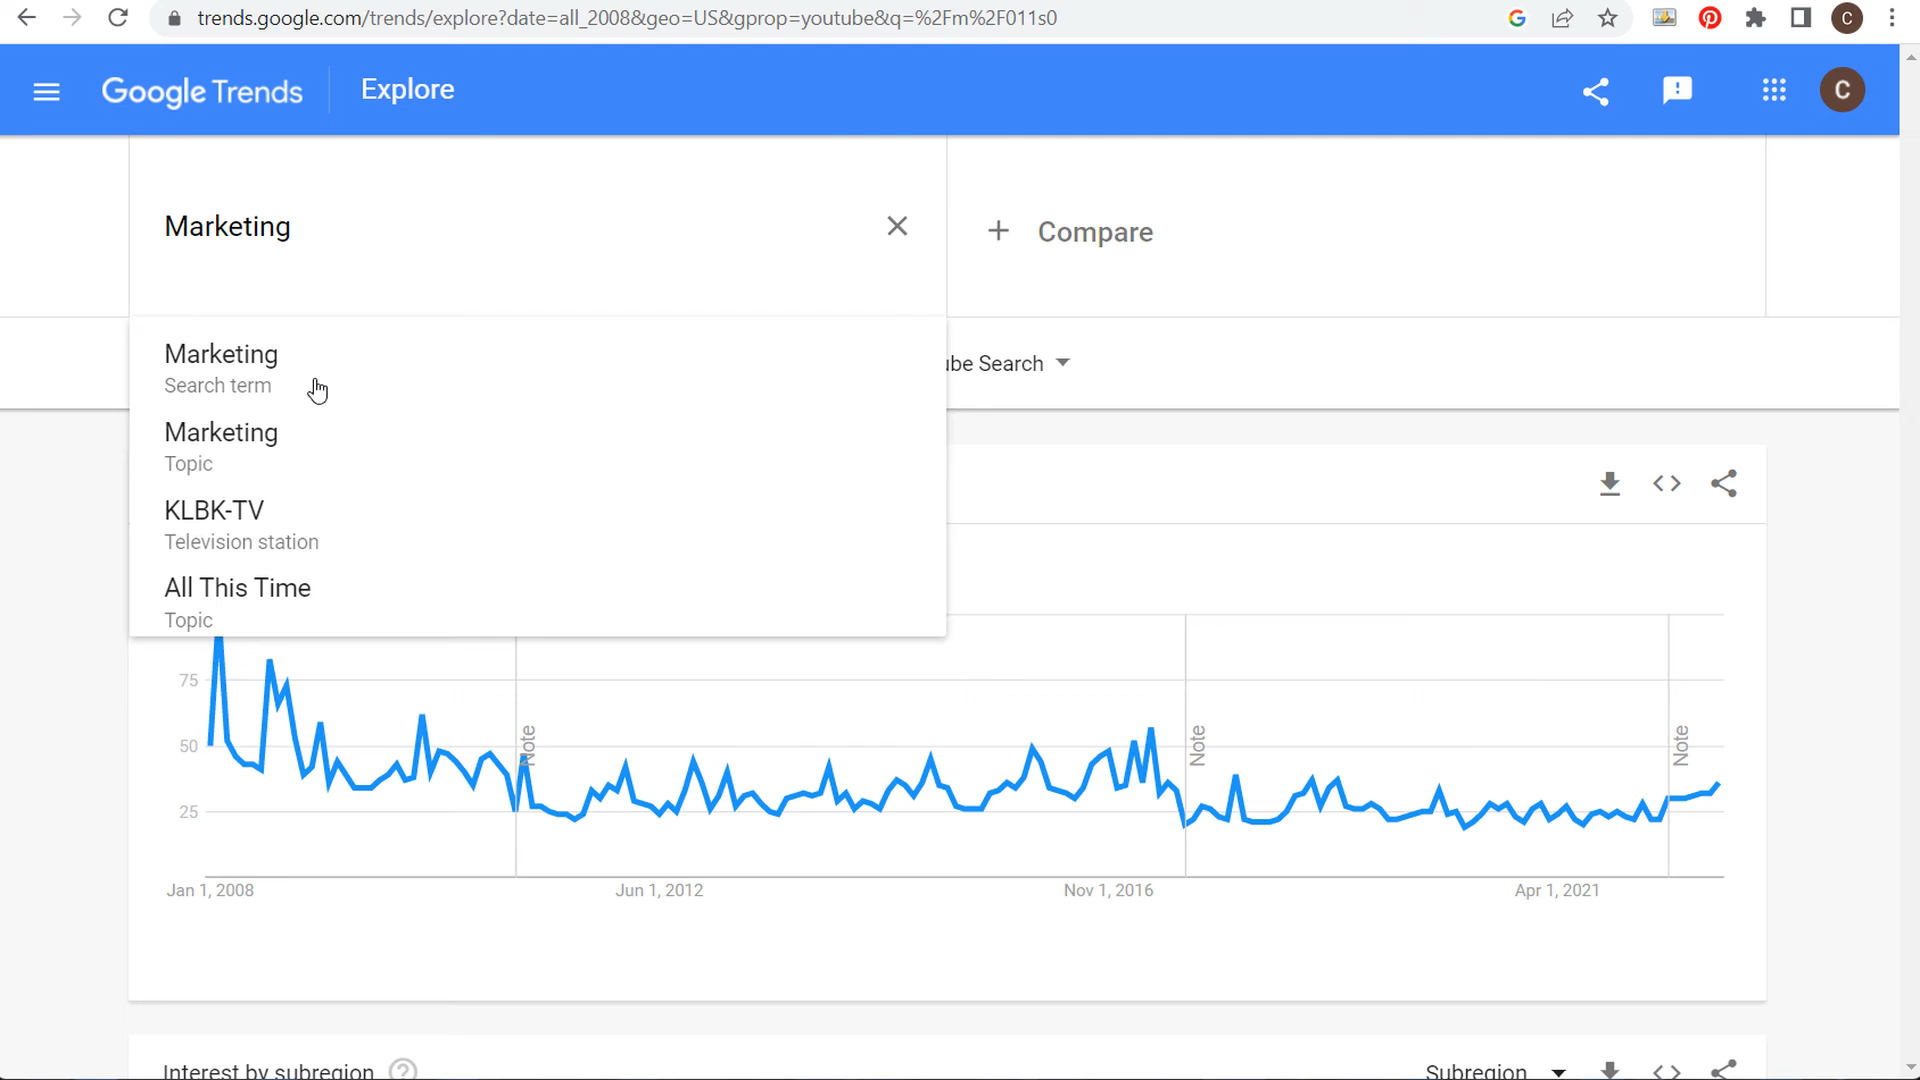 trends.google.com/trends/explore?date=all_2008&geo=US&gprop=youtube&q=%2Fm%2F011s0
C
Google Trends
Explore
C
Marketing
+ Compare
Marketing
Search term
ube Search
Marketing
Topic
KLBK-TV
Television station
All This Time
Topic
75
50
25
Note
Note
Note
Jan 1, 2008
Jun 1, 2012
Nov 1, 2016
Apr 1, 2021
Interest by subregion
Subregion